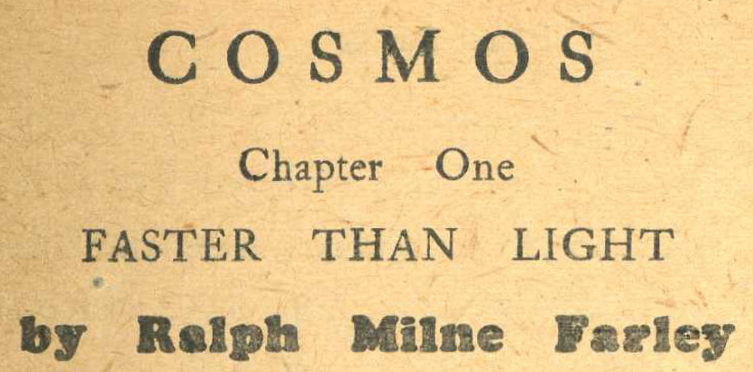 COSMOS
Chapter One
FASTER THAN LIGHT
by Ralph Milne Farley